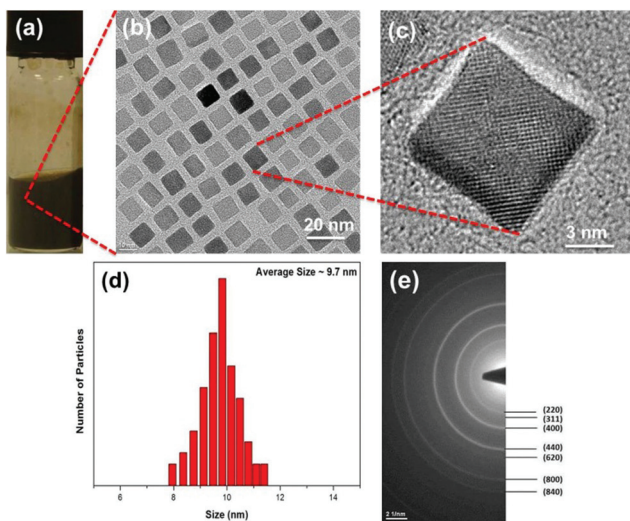 (a)
(b)
20 nm
(c)
3 nm
(d)
Average Size ~ 9.7 nm
Number of Particles
6 8 10 12 14
Size (nm)
(e)
(220)
(311)
(400)
(440)
(620)
(800)
(840)
2 1/nm